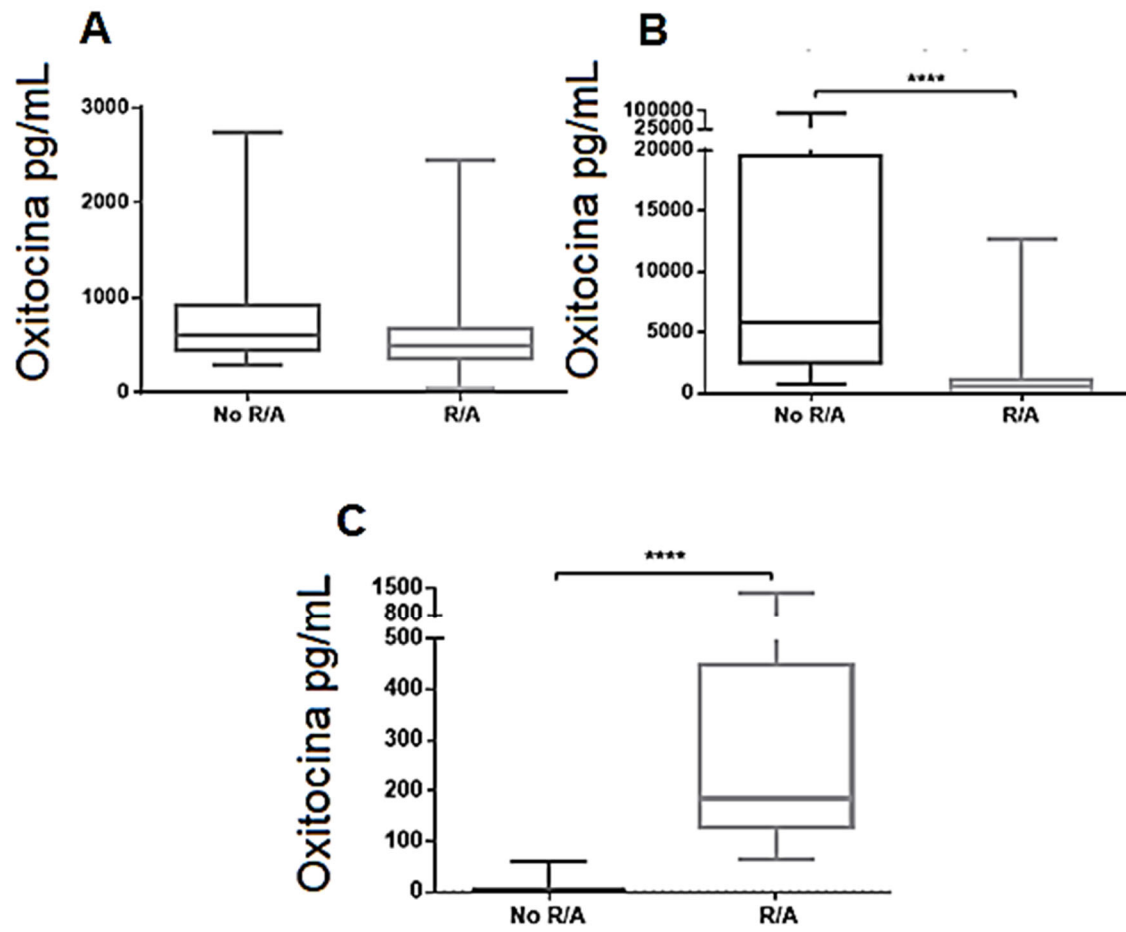 A
Oxitocina pg/mL
3000
2000
1000
0
No R/A
R/A
B
Oxitocina pg/mL
****
100000
25000
20000
15000
10000
5000
0
No R/A
R/A
C
Oxitocina pg/mL
****
1500
800
500
400
300
200
100
0
No R/A
R/A